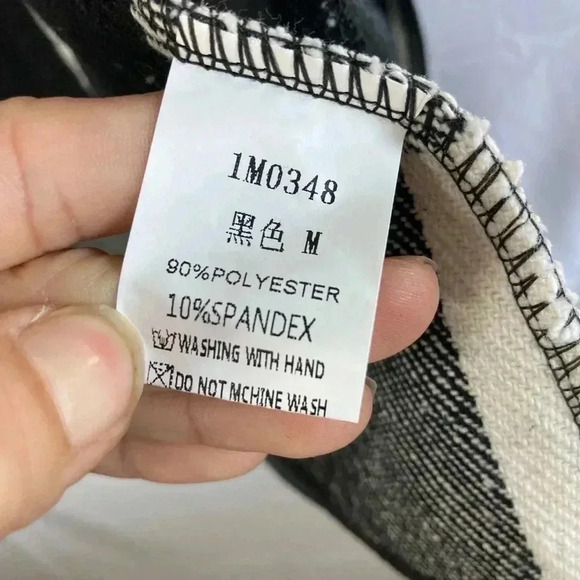 1M0348
黑色 M
90%POLYESTER
10%SPANDEX
WASHING WITH HAND
DO NOT MCHINE WASH